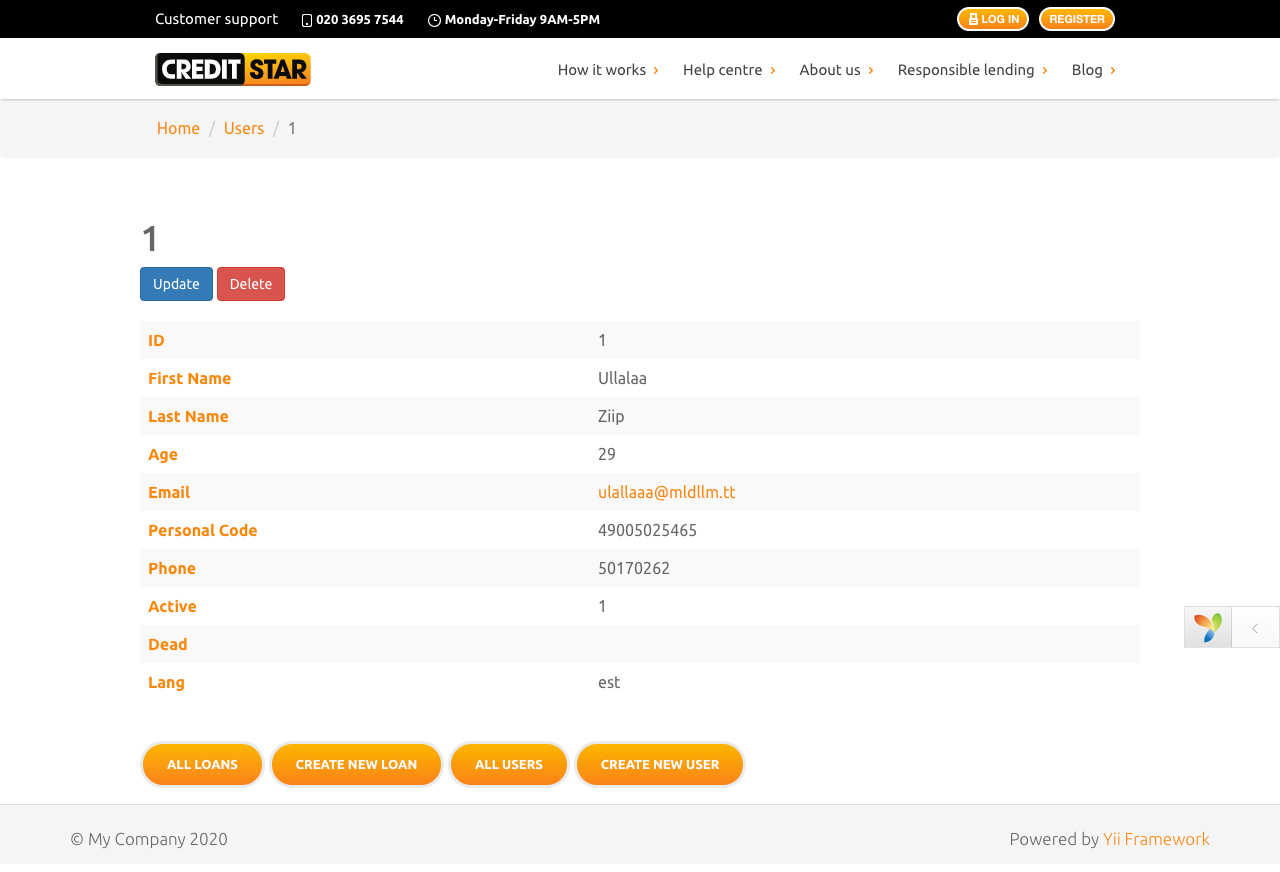 Customer support 020 3695 7544 Monday-Friday 9AM-5PM LOG IN REGISTER
CREDIT STAR How it works Help centre About us Responsible lending Blog
Home / Users / 1
1
Update Delete
ID 1
First Name Ullalaa
Last Name Ziip
Age 29
Email ulallaaa@mldllm.tt
Personal Code 49005025465
Phone 50170262
Active 1
Dead
Lang est
ALL LOANS CREATE NEW LOAN ALL USERS CREATE NEW USER
© My Company 2020 Powered by Yii Framework